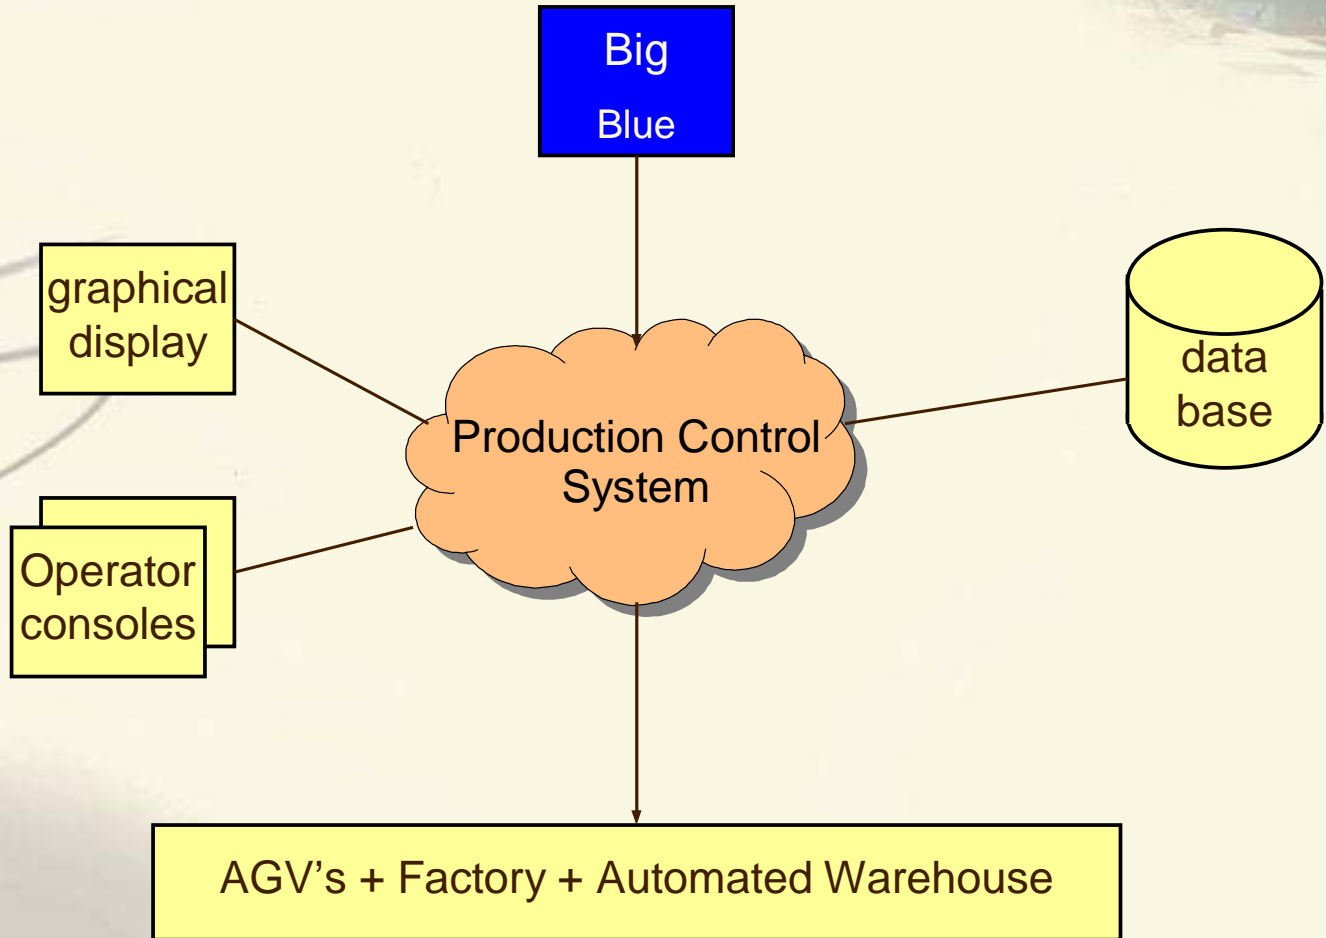 Big
Blue
graphical
display
data
base
Production Control
System
Operator
consoles
AGV’s + Factory + Automated Warehouse